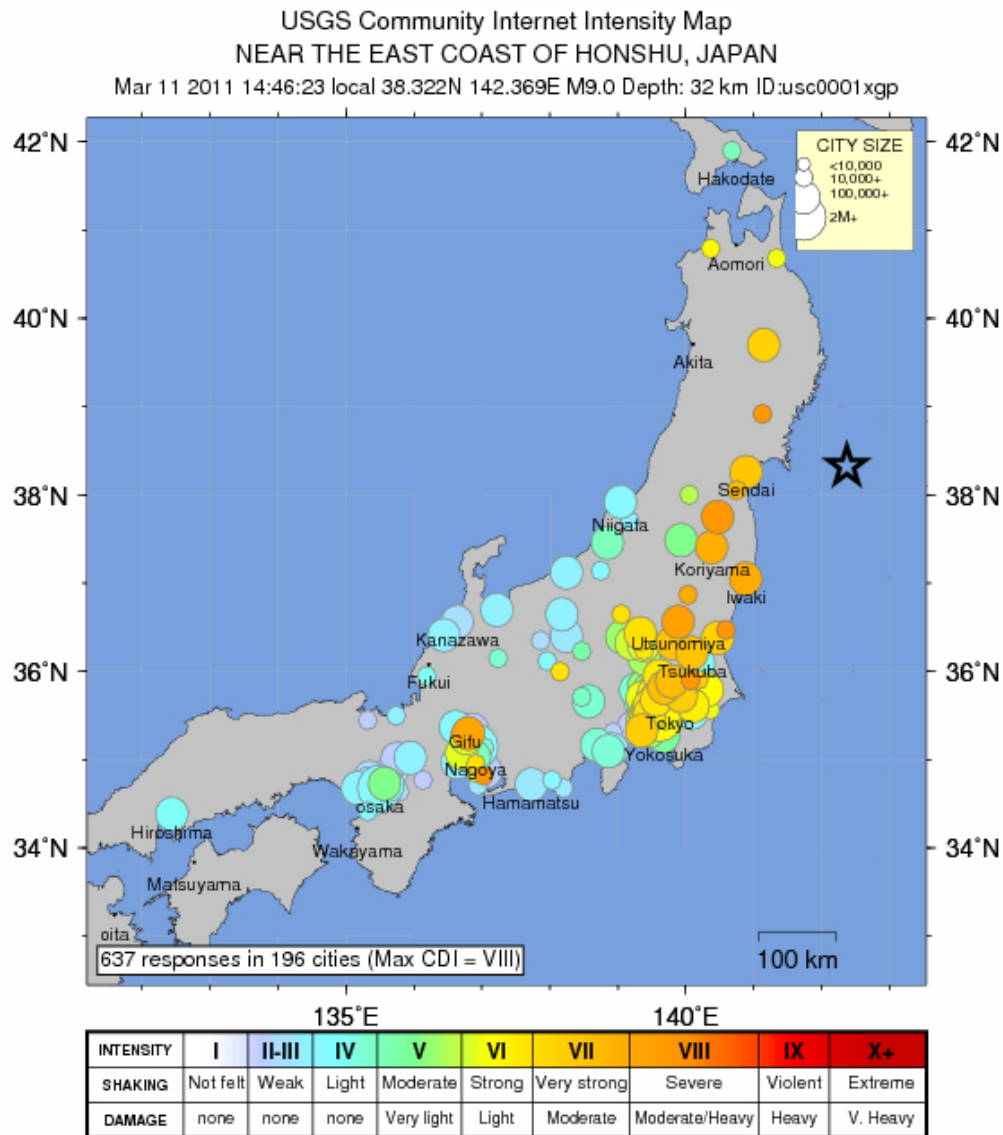 USGS Community Internet Intensity Map
NEAR THE EAST COAST OF HONSHU, JAPAN
Mar 11 2011 14:46:23 local 38.322N 142.369E M9.0 Depth: 32 km ID:usc0001xgp
42˚N 42˚N
CITY SIZE
<10,000
10,000+
100,000+
2M+
Hakodate
Aomori
40˚N 40˚N
Akita
Sendai
38˚N 38˚N
Niigata
Koriyama
Iwaki
Kanazawa
Utsunomiya
36˚N 36˚N
Fukui
Tsukuba
Tokyo
Gifu
Yokosuka
Nagoya
Hamamatsu
osaka
Hiroshima
34˚N 34˚N
Wakayama
Matsuyama
oita
637 responses in 196 cities (Max CDI = VIII)
100 km
135˚E 140˚E
INTENSITY I II-III IV V VI VII VIII IX X+
SHAKING Not felt Weak Light Moderate Strong Very strong Severe Violent Extreme
DAMAGE none none none Very light Light Moderate Moderate/Heavy Heavy V. Heavy